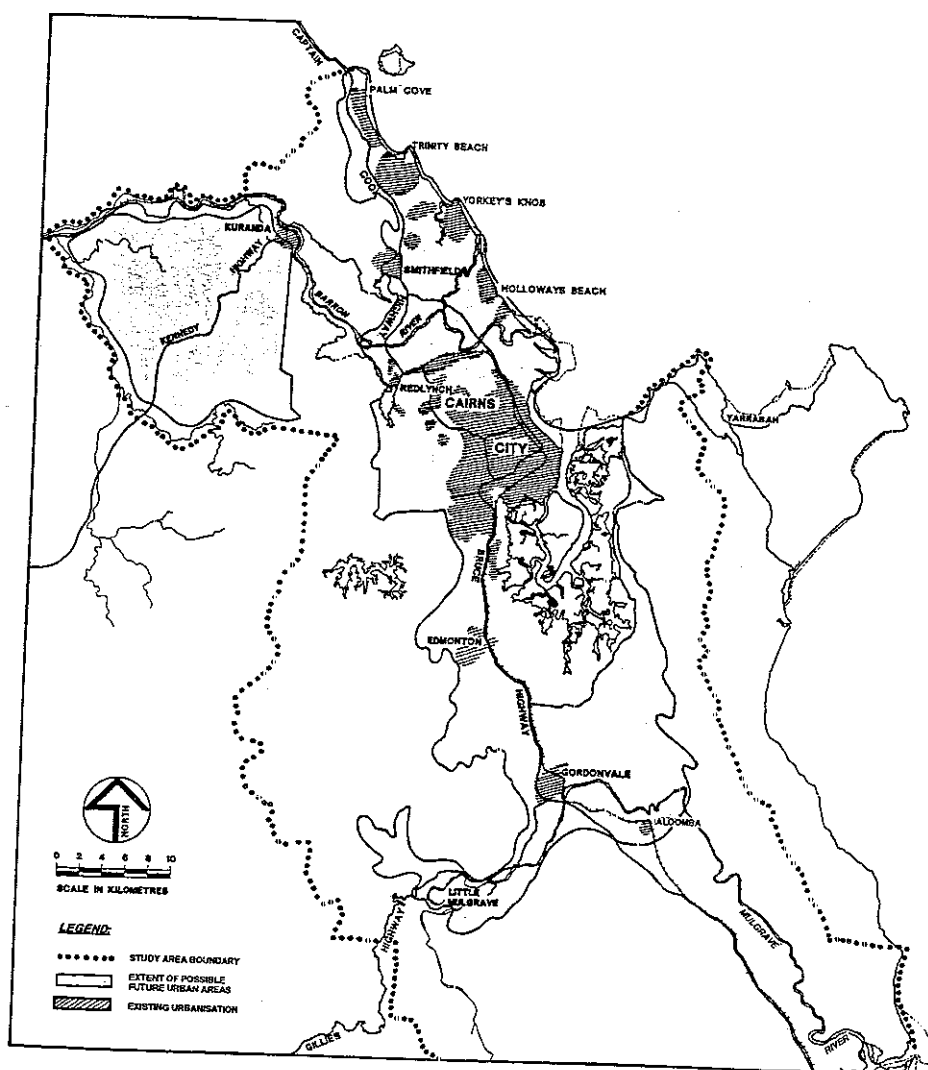 CAPTAIN
PALM COVE
TRINITY BEACH
COOK
YORKEY'S KNOB
KURANDA
HIGHWAY
SMITHFIELD
HOLLOWAYS BEACH
BARRON
HIGHWAY
RIVER
KENNEDY
REDLYNCH
CAIRNS
YARRABAH
CITY
BRUCE
EDMONTON
HIGHWAY
GORDONVALE
ALOOMBA
NORTH
0 2 4 6 8 10
SCALE IN KILOMETRES
LITTLE
MULGRAVE
HIGHWAY
MULGRAVE
LEGEND:
STUDY AREA BOUNDARY
EXTENT OF POSSIBLE
FUTURE URBAN AREAS
EXISTING URBANISATION
GILLIES
RIVER